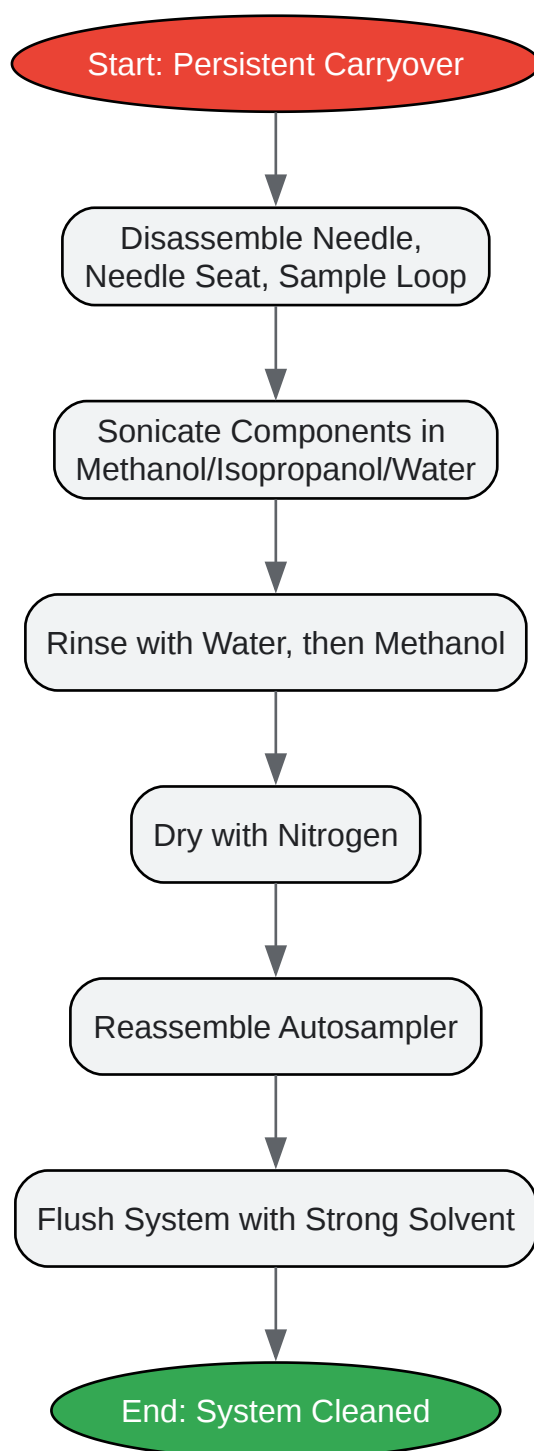 Start: Persistent Carryover
Disassemble Needle,
Needle Seat, Sample Loop
Sonicate Components in
Methanol/Isopropanol/Water
Rinse with Water, then Methanol
Dry with Nitrogen
Reassemble Autosampler
Flush System with Strong Solvent
End: System Cleaned